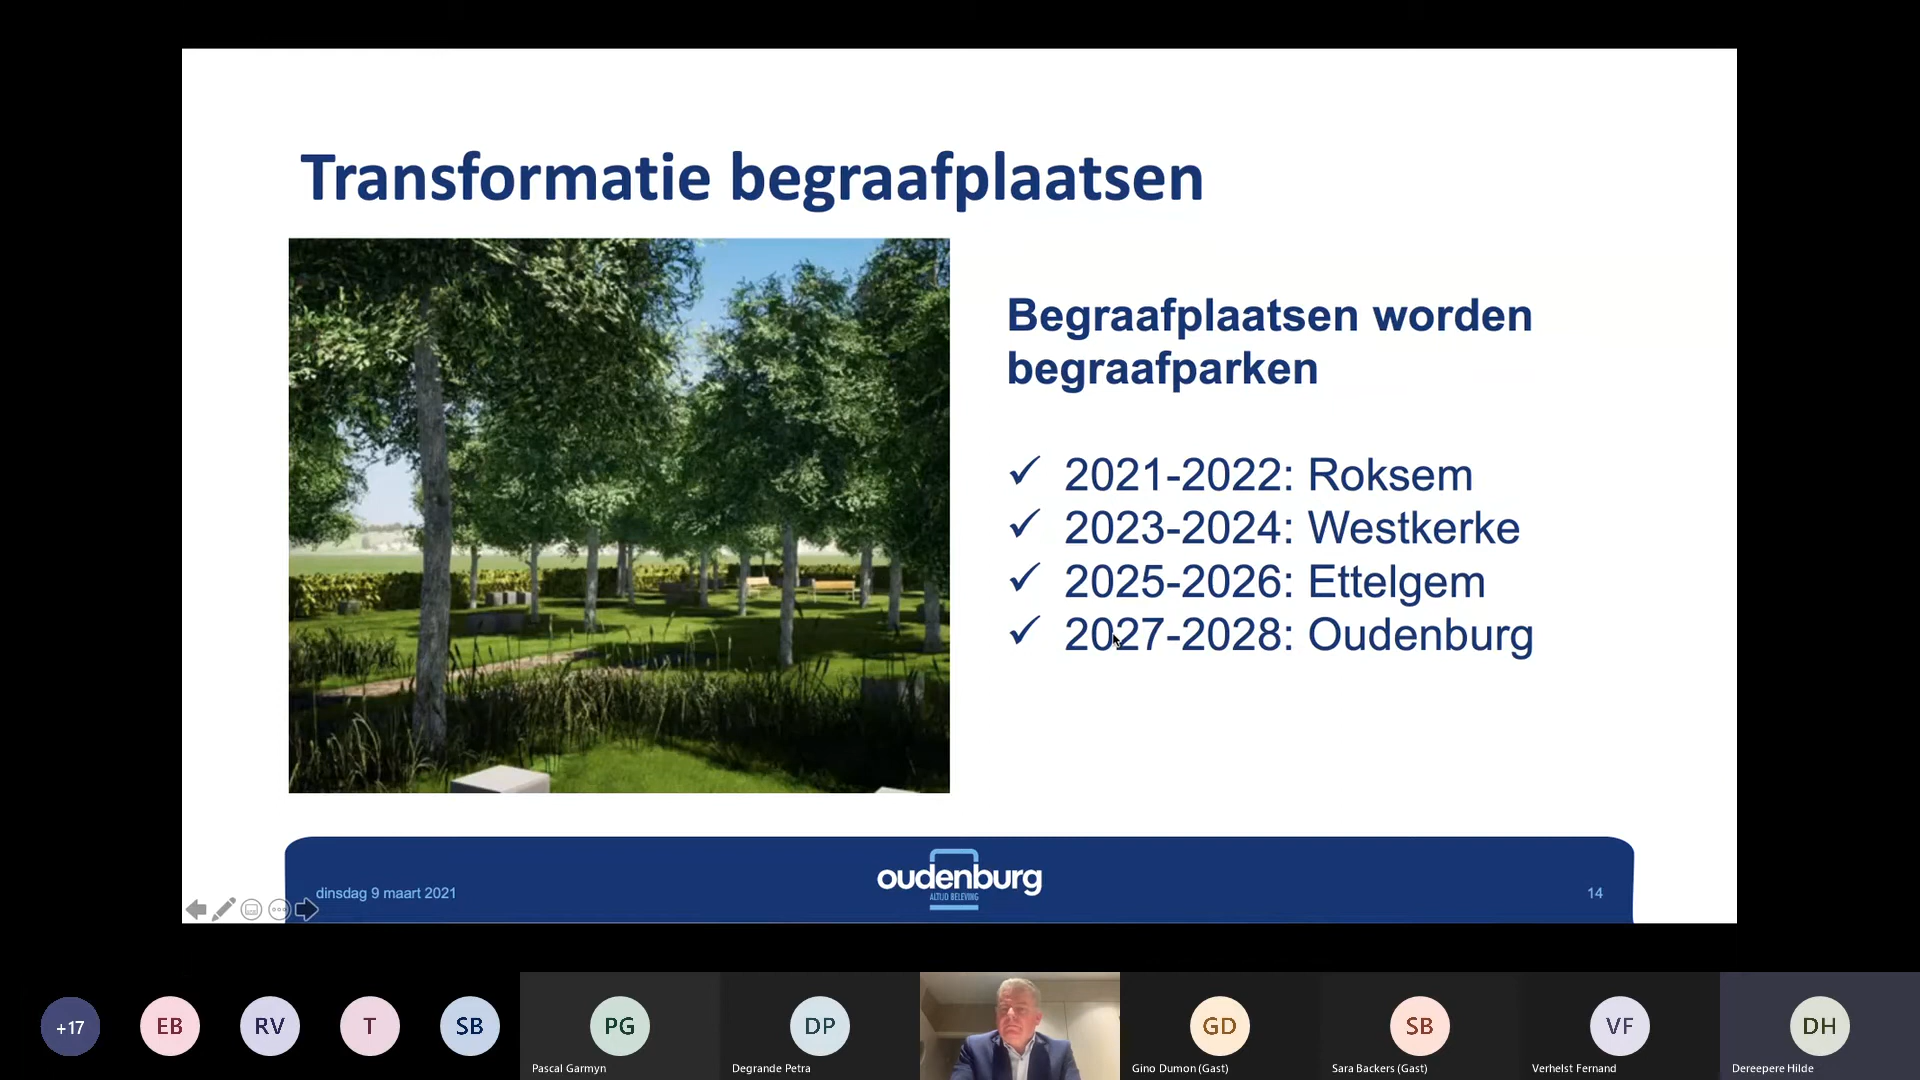 Transformatie begraafplaatsen
Begraafplaatsen worden
begraafparken
✓ 2021-2022: Roksem
✓ 2023-2024: Westkerke
✓ 2025-2026: Ettelgem
✓ 2027-2028: Oudenburg
dinsdag 9 maart 2021
oudenburg
ALTIJD BELEVING
14
+17
EB
RV
T
SB
PG
Pascal Garmyn
DP
Degrande Petra
GD
Gino Dumon (Gast)
SB
Sara Backers (Gast)
VF
Verhelst Fernand
DH
Dereepere Hilde